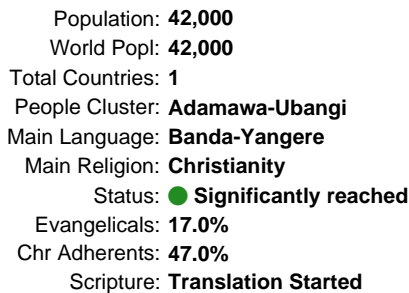 Population: 42,000
World Popl: 42,000
Total Countries: 1
People Cluster: Adamawa-Ubangi
Main Language: Banda-Yangere
Main Religion: Christianity
Status: Significantly reached
Evangelicals: 17.0%
Chr Adherents: 47.0%
Scripture: Translation Started